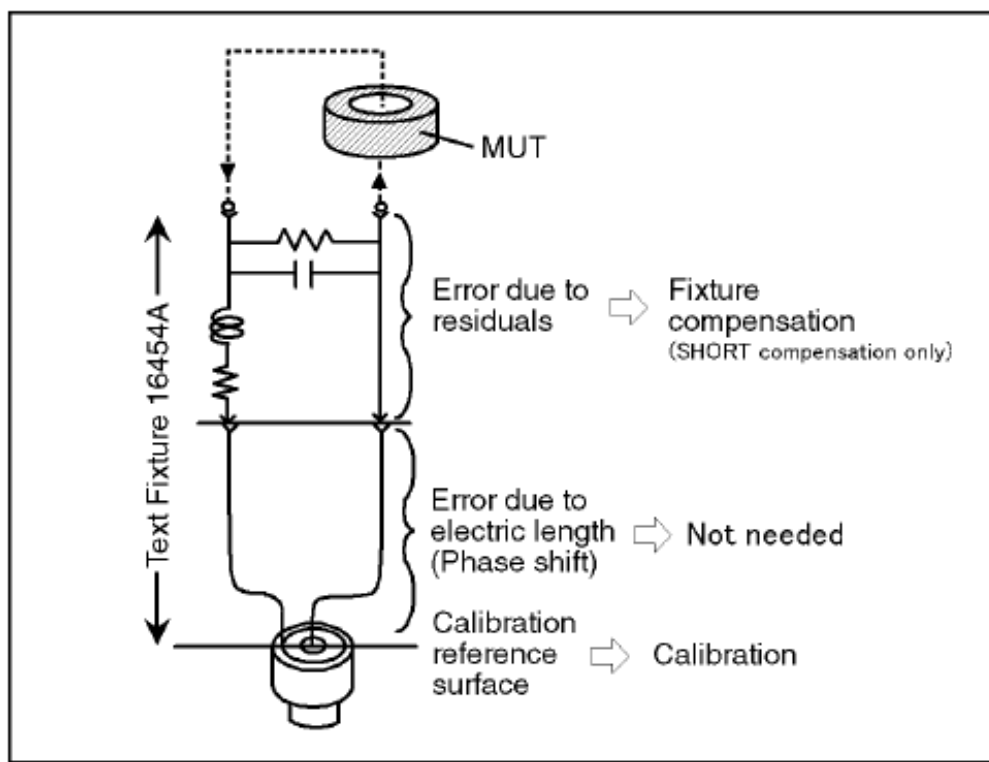 MUT
Text Fixture 16454A
Error due to
residuals
Fixture
compensation
(SHORT compensation only)
Error due to
electric length
(Phase shift)
Not needed
Calibration
reference
surface
Calibration